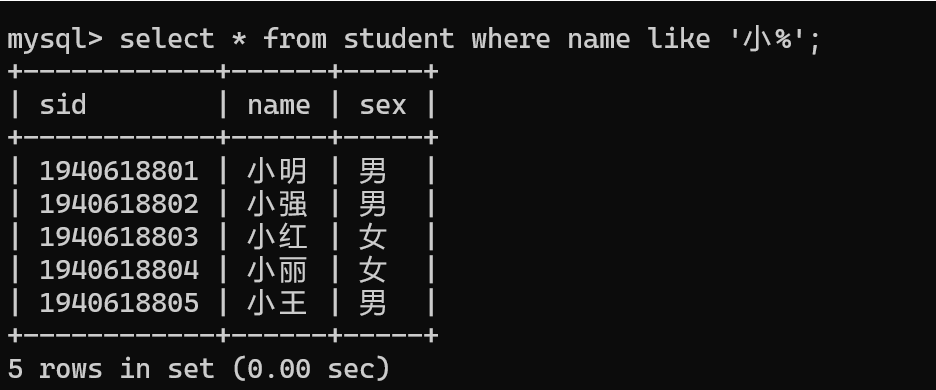 mysql> select * from student where name like '小%';
+------------+------+-----+
| sid        | name | sex |
+------------+------+-----+
| 1940618801 | 小明 | 男  |
| 1940618802 | 小强 | 男  |
| 1940618803 | 小红 | 女  |
| 1940618804 | 小丽 | 女  |
| 1940618805 | 小王 | 男  |
+------------+------+-----+
5 rows in set (0.00 sec)